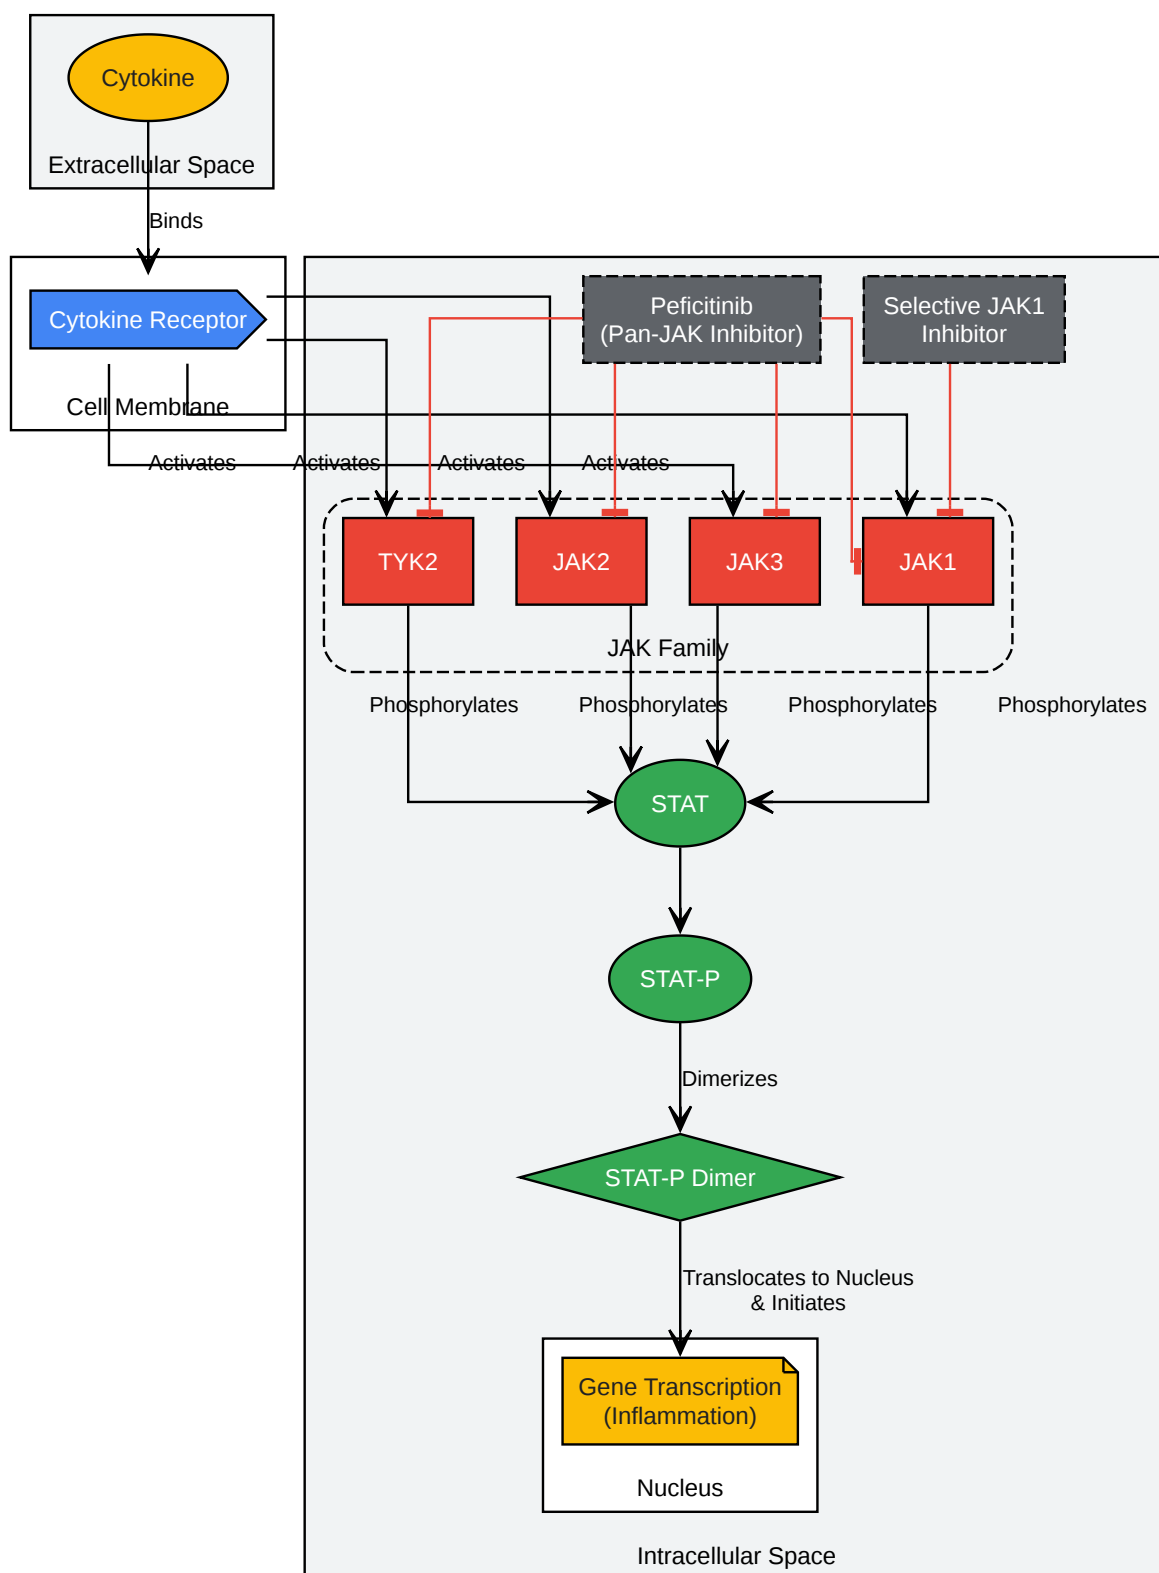 Cytokine
Extracellular Space
Binds
Cytokine Receptor
Cell Membrane
Peficitinib
(Pan-JAK Inhibitor)
Selective JAK1
Inhibitor
Activates
Activates
Activates
Activates
TYK2
JAK2
JAK3
JAK1
JAK Family
Phosphorylates
Phosphorylates
Phosphorylates
Phosphorylates
STAT
STAT-P
Dimerizes
STAT-P Dimer
Translocates to Nucleus
& Initiates
Gene Transcription
(Inflammation)
Nucleus
Intracellular Space